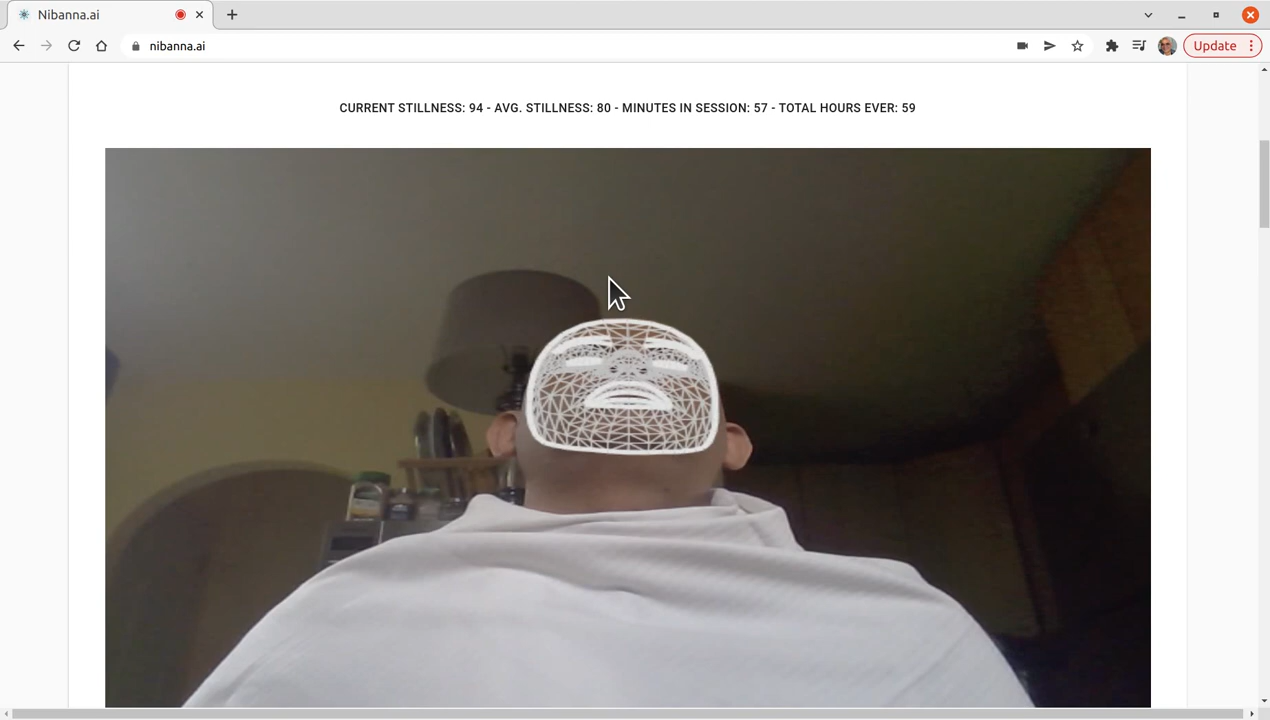 Nibanna.ai
nibanna.ai
Update
CURRENT STILLNESS: 94 - AVG. STILLNESS: 80 - MINUTES IN SESSION: 57 - TOTAL HOURS EVER: 59